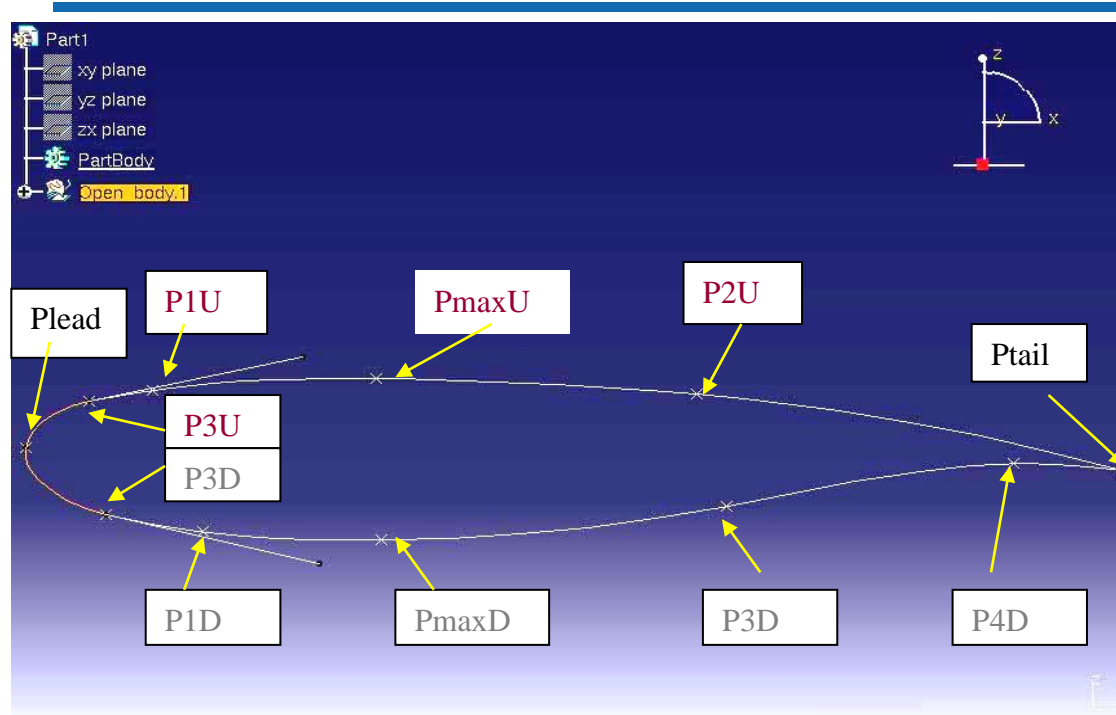 Part1
xy plane
yz plane
zx plane
PartBody
Open_body.1
z
y x
P1U
PmaxU
P2U
Plead
Ptail
P3U
P3D
P1D
PmaxD
P3D
P4D